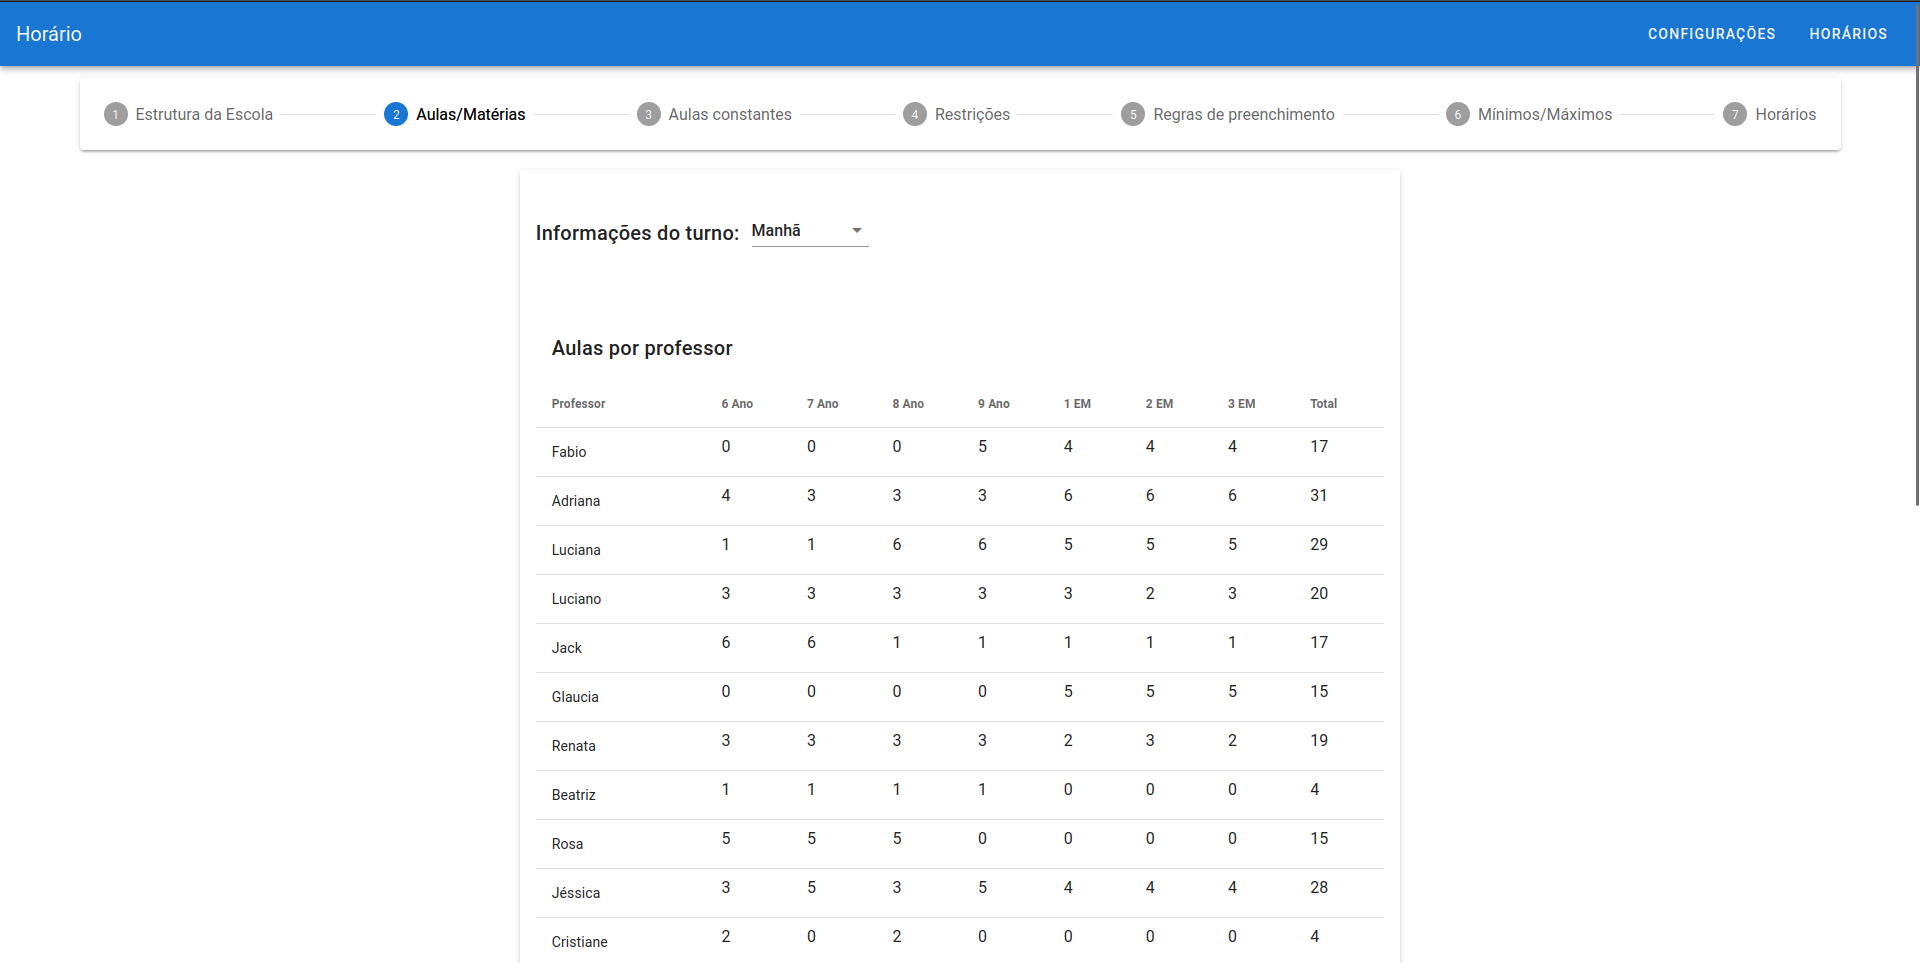 Horário CONFIGURAÇÕES HORÁRIOS
1 Estrutura da Escola 2 Aulas/Matérias 3 Aulas constantes 4 Restrições 5 Regras de preenchimento 6 Mínimos/Máximos 7 Horários
Informações do turno: Manhã
Aulas por professor
Professor 6 Ano 7 Ano 8 Ano 9 Ano 1 EM 2 EM 3 EM Total
Fabio 0 0 0 5 4 4 4 17
Adriana 4 3 3 3 6 6 6 31
Luciana 1 1 6 6 5 5 5 29
Luciano 3 3 3 3 3 2 3 20
Jack 6 6 1 1 1 1 1 17
Glaucia 0 0 0 0 5 5 5 15
Renata 3 3 3 3 2 3 2 19
Beatriz 1 1 1 1 0 0 0 4
Rosa 5 5 5 0 0 0 0 15
Jéssica 3 5 3 5 4 4 4 28
Cristiane 2 0 2 0 0 0 0 4